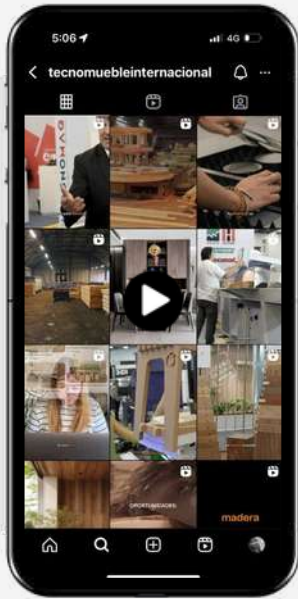 5:06
4G
tecnomuebleinternacional
OPORTUNIDADES
madera